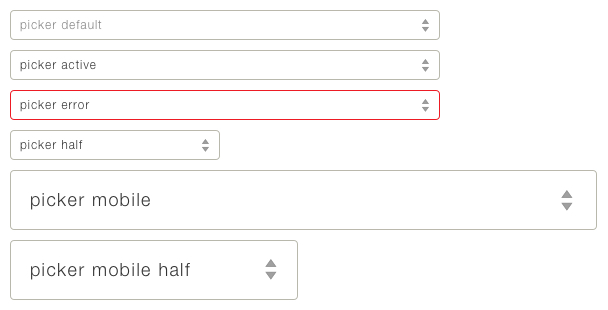 picker default
picker active
picker error
picker half
picker mobile
picker mobile half